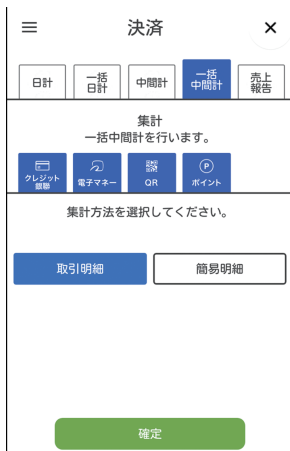 決済
日計
一括
日計
中間計
一括
中間計
売上
報告
集計
一括中間計を行います。
クレジット
銀聯
電子マネー
QR
P
ポイント
集計方法を選択してください。
取引明細
簡易明細
確定